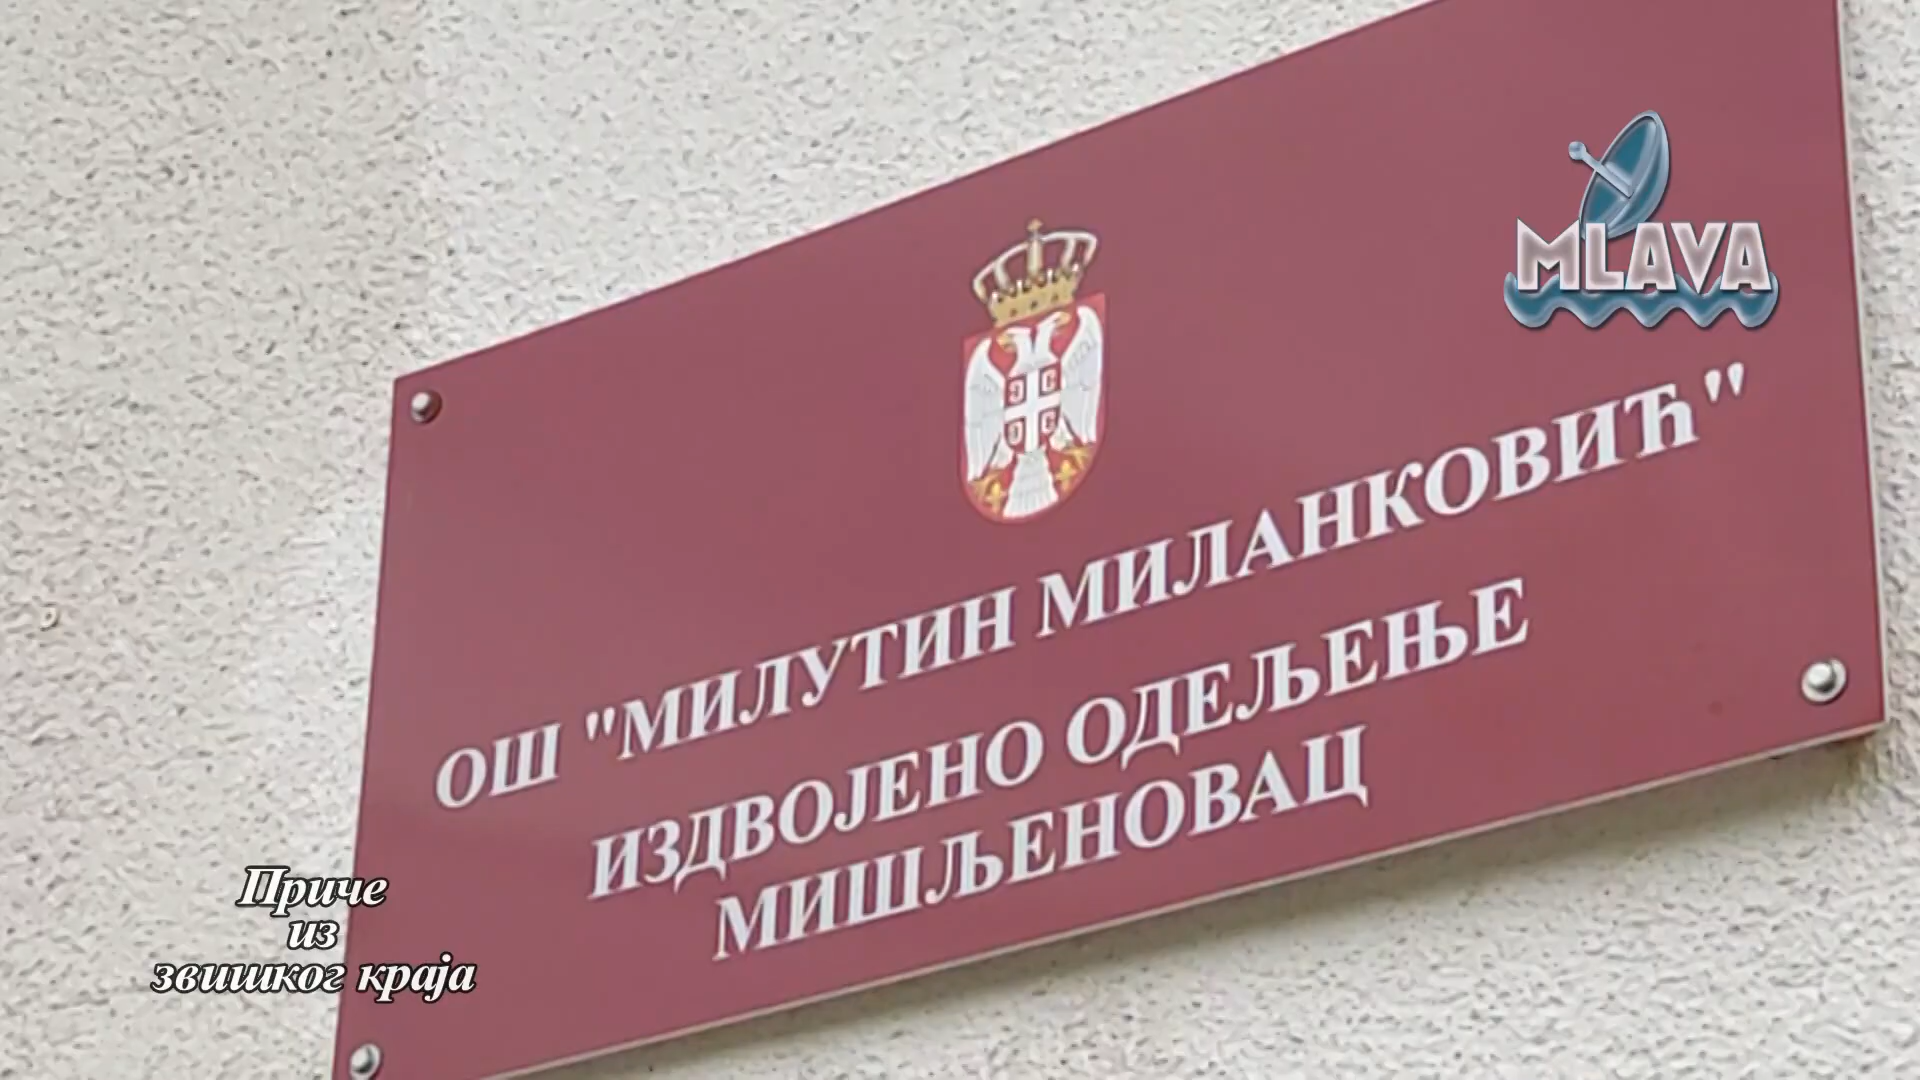 MLAVA
ОШ "МИЛУТИН МИЛАНКОВИЋ"
ИЗДВОЈЕНО ОДЕЉЕЊЕ
МИШЉЕНОВАЦ
Приче
из
звишког краја